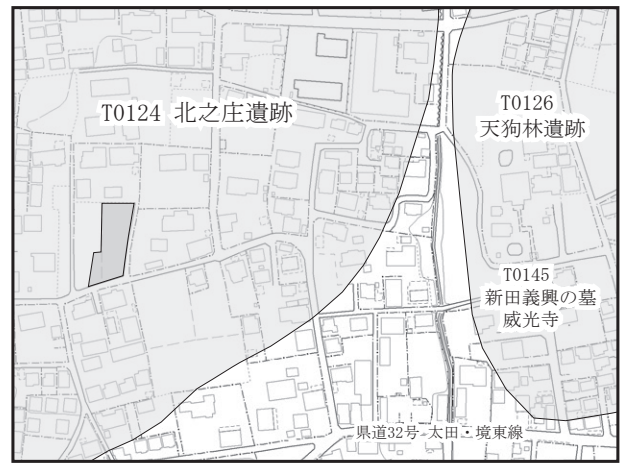 T0124 北之庄遺跡
T0126
天狗林遺跡
T0145
新田義興の墓
威光寺
県道32号 太田・境東線